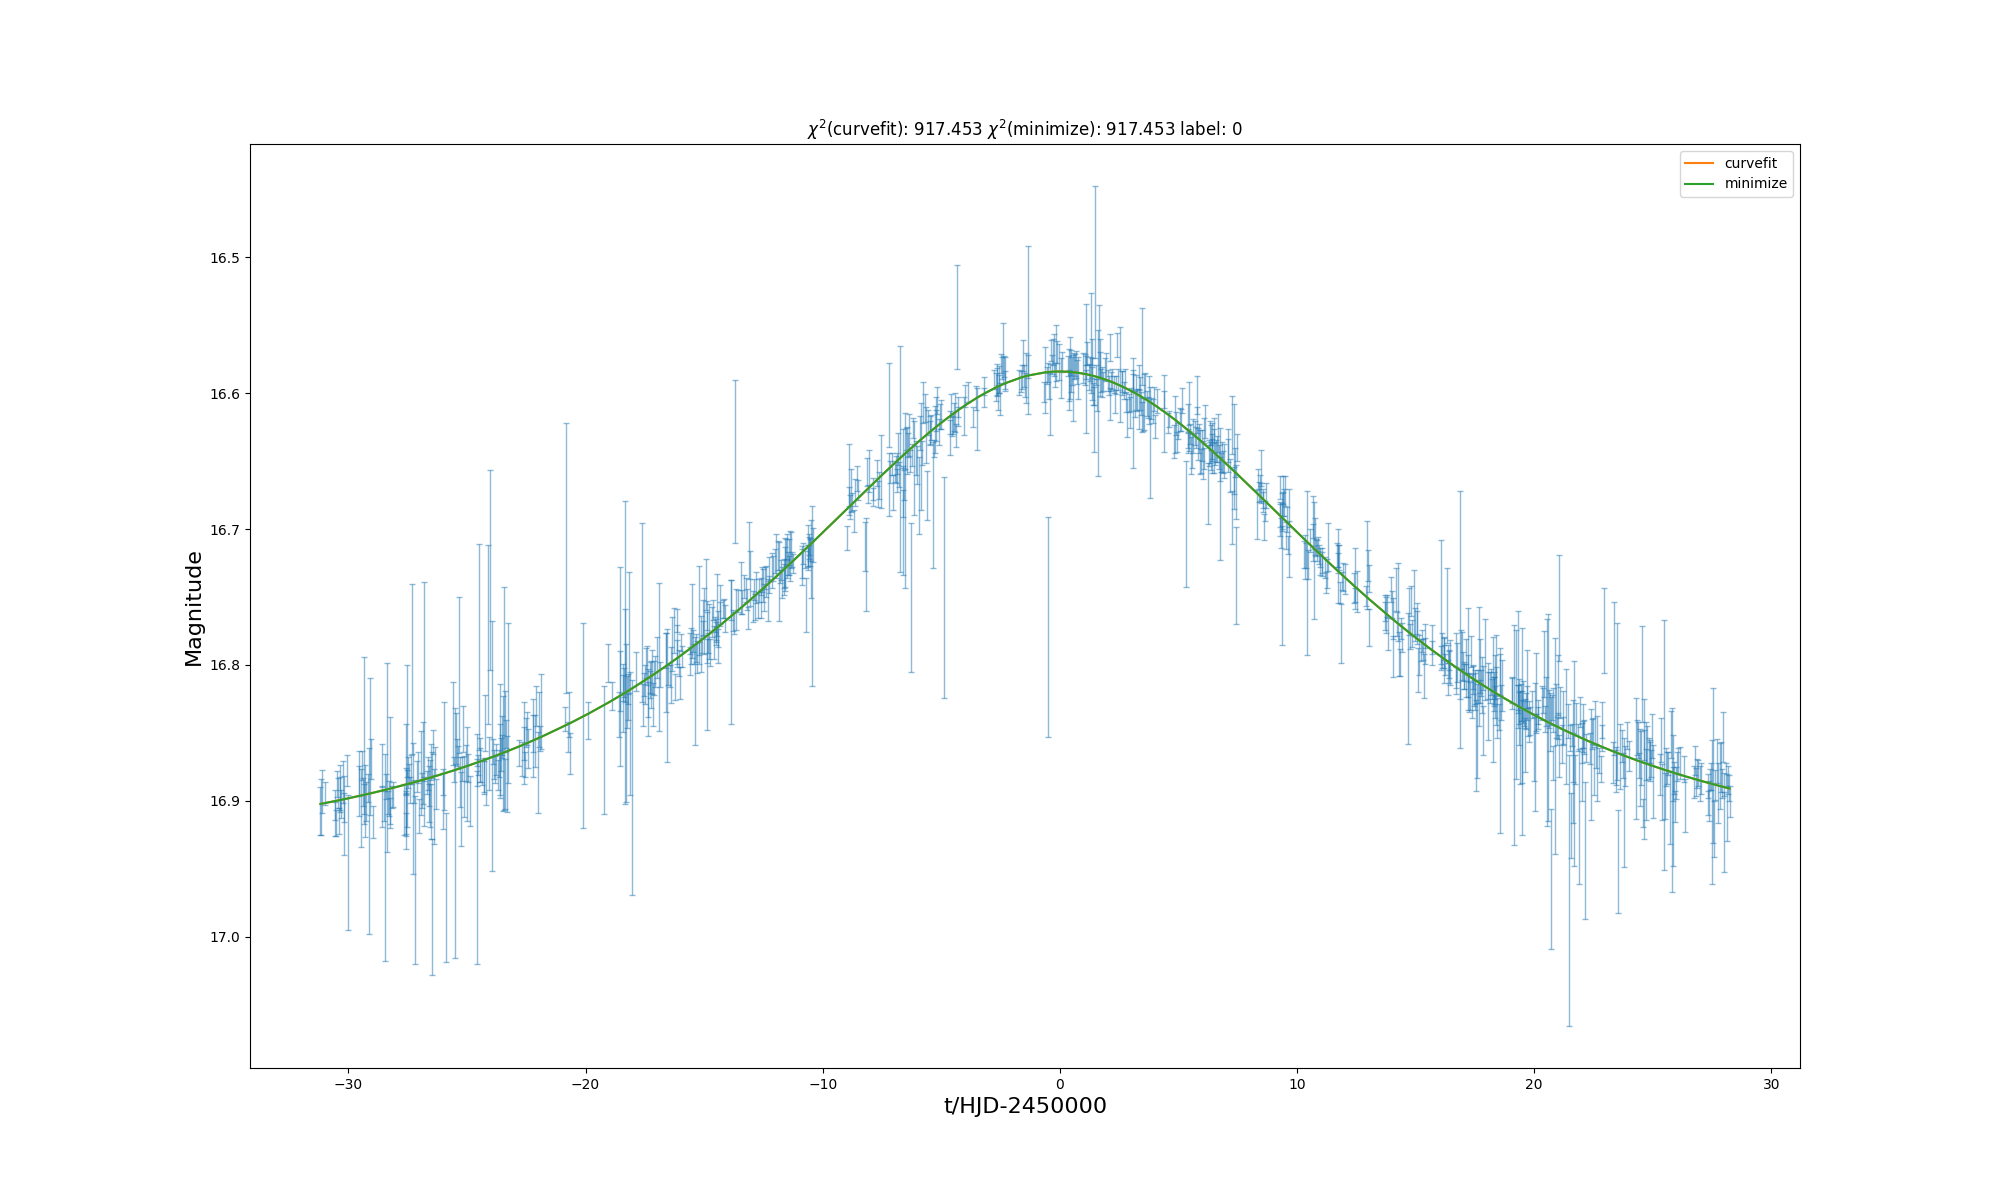 χ²(curvefit): 917.453 χ²(minimize): 917.453 label: 0
curvefit
minimize
Magnitude
16.5
16.6
16.7
16.8
16.9
17.0
−30
−20
−10
0
10
20
30
t/HJD-2450000